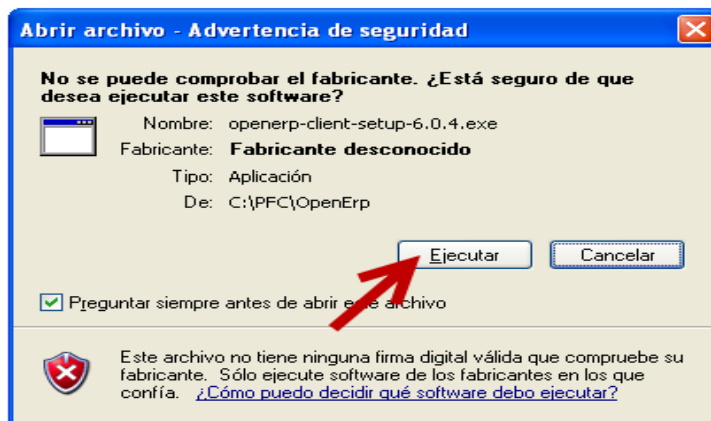 Abrir archivo - Advertencia de seguridad
No se puede comprobar el fabricante. ¿Está seguro de que
desea ejecutar este software?
Nombre: openerp-client-setup-6.0.4.exe
Fabricante: Fabricante desconocido
Tipo: Aplicación
De: C:\PFC\OpenErp
Ejecutar Cancelar
Preguntar siempre antes de abrir este archivo
Este archivo no tiene ninguna firma digital válida que compruebe su
fabricante. Sólo ejecute software de los fabricantes en los que
confía. ¿Cómo puedo decidir qué software debo ejecutar?